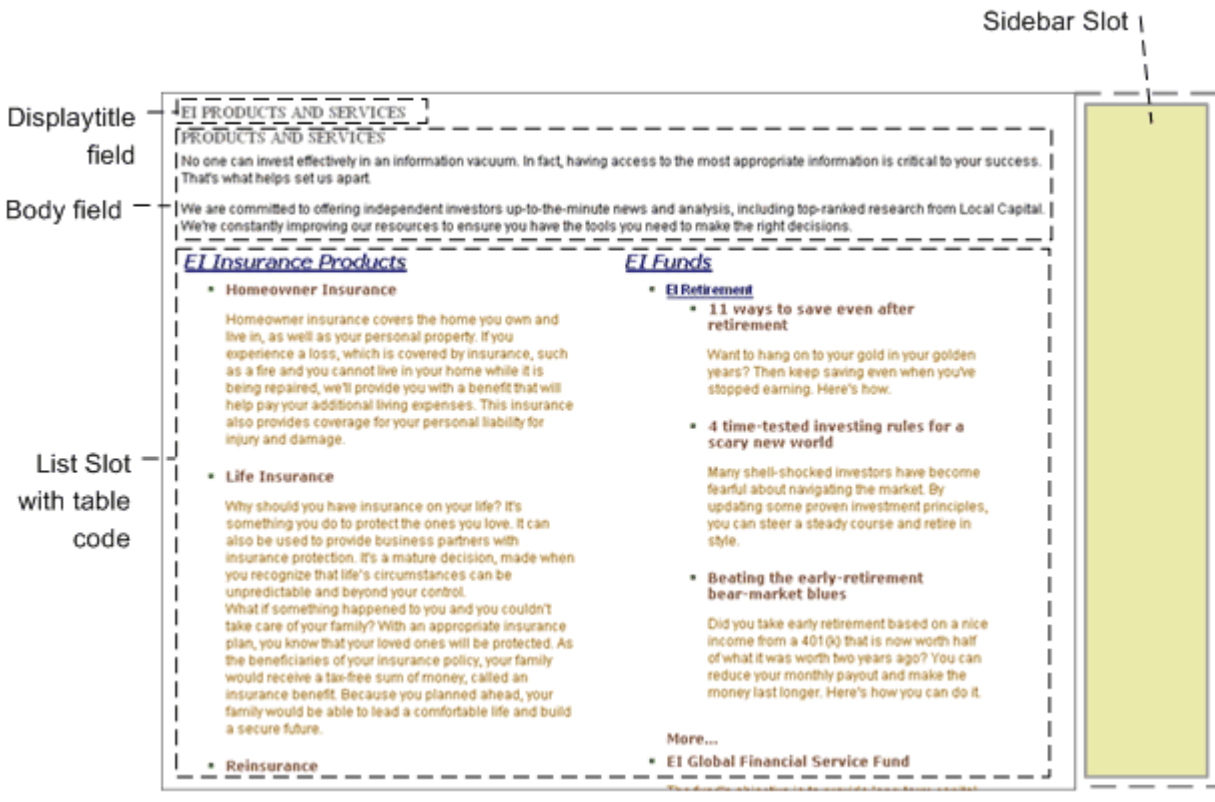 Sidebar Slot
Displaytitle
field
EI PRODUCTS AND SERVICES
PRODUCTS AND SERVICES
No one can invest effectively in an information vacuum. In fact, having access to the most appropriate information is critical to your success.
That's what helps set us apart.
Body field
We are committed to offering independent investors up-to-the-minute news and analysis, including top-ranked research from Local Capital.
We're constantly improving our resources to ensure you have the tools you need to make the right decisions.
List Slot
with table
code
EI Insurance Products
Homeowner Insurance
Homeowner insurance covers the home you own and
live in, as well as your personal property. If you
experience a loss, which is covered by insurance, such
as a fire and you cannot live in your home while it is
being repaired, we'll provide you with a benefit that will
help pay your additional living expenses. This insurance
also provides coverage for your personal liability for
injury and damage.
Life Insurance
Why should you have insurance on your life? It's
something you do to protect the ones you love. It can
also be used to provide business partners with
insurance protection. It's a mature decision, made when
you recognize that life's circumstances can be
unpredictable and beyond your control.
What if something happened to you and you couldn't
take care of your family? With an appropriate insurance
plan, you know that your loved ones will be protected. As
the beneficiaries of your insurance policy, your family
would receive a tax-free sum of money, called an
insurance benefit. Because you planned ahead, your
family would be able to lead a comfortable life and build
a secure future.
Reinsurance
EI Funds
EI Retirement
11 ways to save even after
retirement
Want to hang on to your gold in your golden
years? Then keep saving even when you've
stopped earning. Here's how.
4 time-tested investing rules for a
scary new world
Many shell-shocked investors have become
fearful about navigating the market. By
updating some proven investment principles,
you can steer a steady course and retire in
style.
Beating the early-retirement
bear-market blues
Did you take early retirement based on a nice
income from a 401(k) that is now worth half
of what it was worth two years ago? You can
reduce your monthly payout and make the
money last longer. Here's how you can do it.
More...
EI Global Financial Service Fund